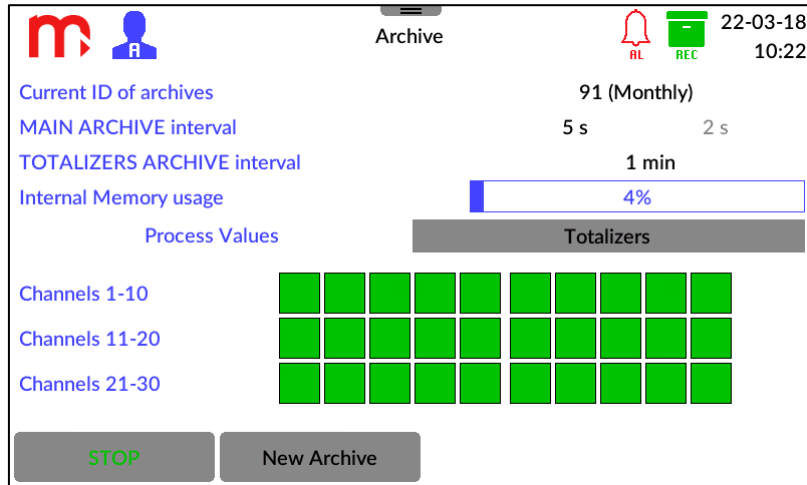 m A Archive AL REC 22-03-18
10:22
Current ID of archives 91 (Monthly)
MAIN ARCHIVE interval 5 s 2 s
TOTALIZERS ARCHIVE interval 1 min
Internal Memory usage 4%
Process Values Totalizers
Channels 1-10
Channels 11-20
Channels 21-30
STOP New Archive